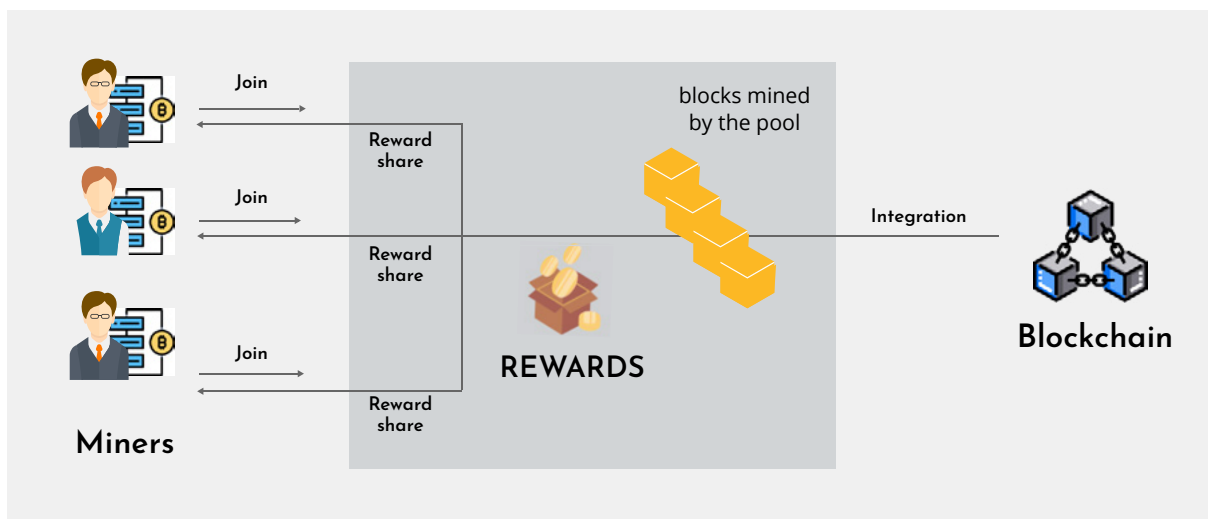 Join
Reward
share
Join
Reward
share
Join
Reward
share
Miners
REWARDS
blocks mined
by the pool
Integration
Blockchain